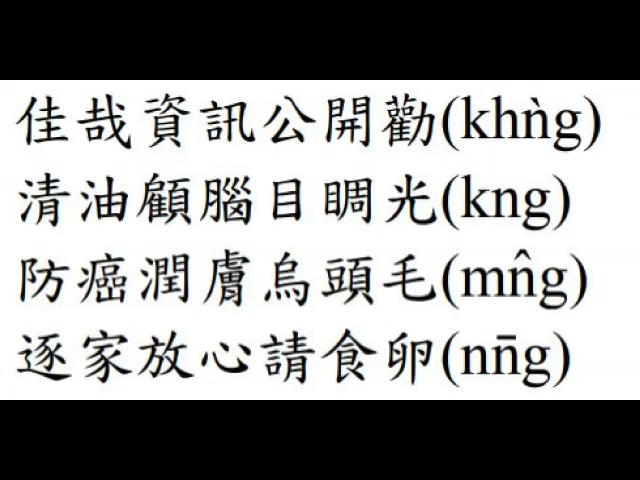 佳哉資訊公開勸(khǹg)
清油顧腦目睭光(kng)
防癌潤膚烏頭毛(mn̂g)
逐家放心請食卵(nn̄g)